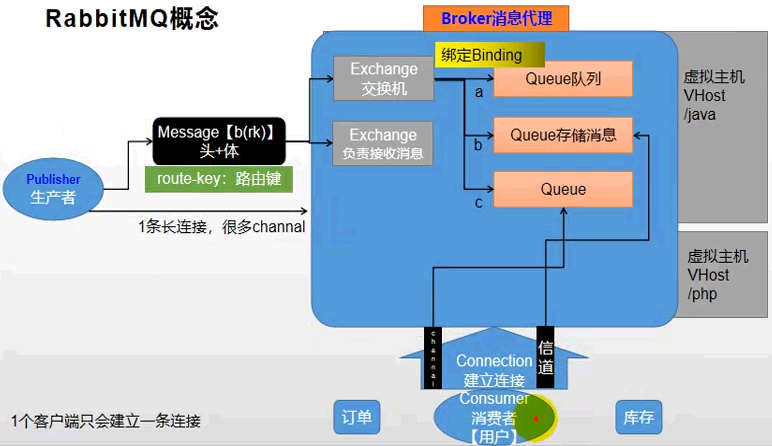 RabbitMQ概念
Broker消息代理
绑定Binding
Exchange
交换机
a
Queue队列
虚拟主机
VHost
/java
Message【b(rk)】
头+体
Exchange
负责接收消息
b
Queue存储消息
route-key：路由键
Publisher
生产者
c
Queue
1条长连接，很多channal
虚拟主机
VHost
/php
channal
信道
Connection
建立连接
订单
Consumer
消费者
【用户】
库存
1个客户端只会建立一条连接